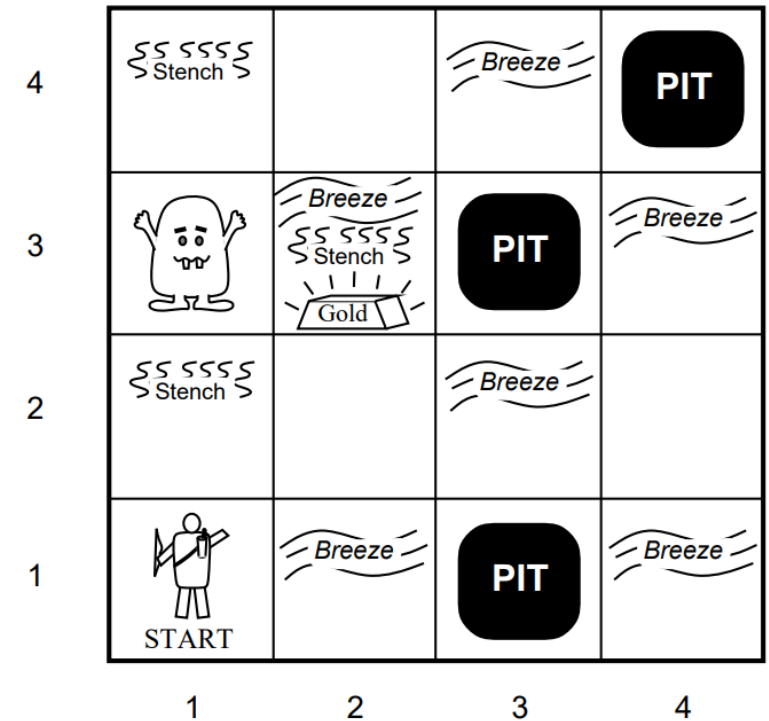 4
Stench
Breeze
PIT
3
Breeze
Stench
Gold
PIT
Breeze
2
Stench
Breeze
1
START
Breeze
PIT
Breeze
1 2 3 4